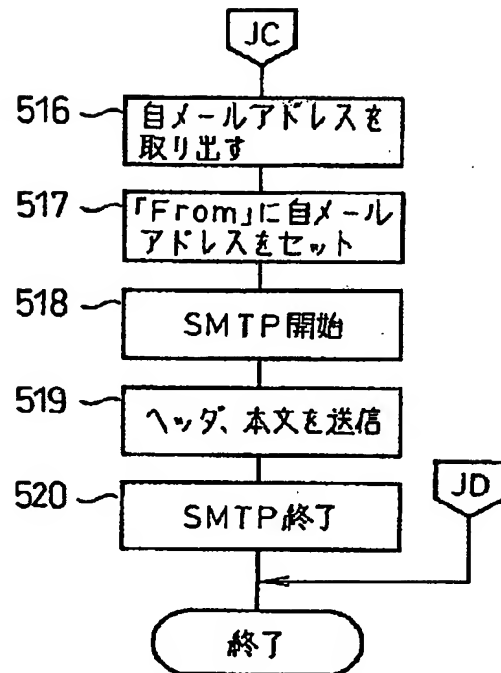 JC
516
自メールアドレスを
取り出す
517
「From」に自メール
アドレスをセット
518
SMTP開始
519
ヘッダ、本文を送信
520
SMTP終了
JD
終了